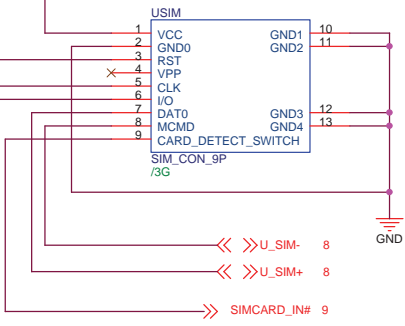 USIM
1 VCC GND1 10
2 GND0 GND2 11
3 RST
4 VPP
5 CLK
6 I/O
7 DAT0 GND3 12
8 MCMD GND4 13
9 CARD_DETECT_SWITCH
SIM_CON_9P
/3G
GND
U_SIM- 8
U_SIM+ 8
SIMCARD_IN# 9